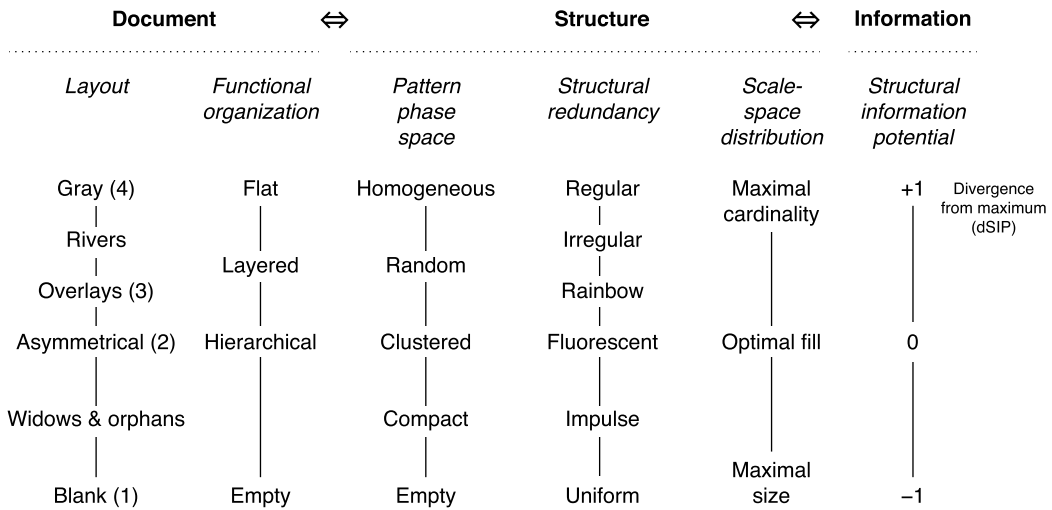 Document ⇔ Structure ⇔ Information
Layout Functional Pattern Structural Scale- Structural
organization phase redundancy space information
space distribution potential
Gray (4) Flat Homogeneous Regular Maximal +1 Divergence
cardinality from maximum
(dSIP)
Rivers Irregular
Layered Random
Overlays (3) Rainbow
Asymmetrical (2) Hierarchical Clustered Fluorescent Optimal fill 0
Widows & orphans Compact Impulse
Maximal
Blank (1) Empty Empty Uniform size −1